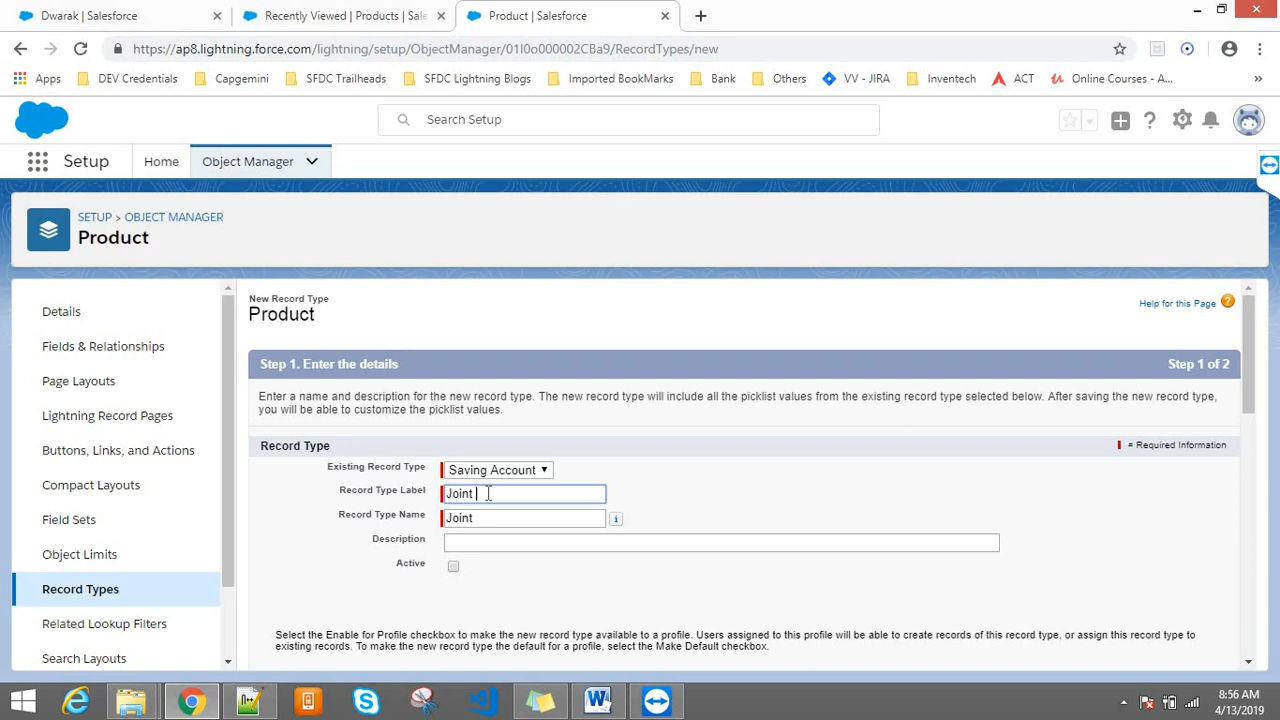 Dwarak | Salesforce
Recently Viewed | Products | Sale
Product | Salesforce
https://ap8.lightning.force.com/lightning/setup/ObjectManager/01I0o000002CBa9/RecordTypes/new
Apps
DEV Credentials
Capgemini
SFDC Trailheads
SFDC Lightning Blogs
Imported BookMarks
Bank
Others
VV - JIRA
Inventech
ACT
Online Courses - A...
»
Search Setup
Setup
Home
Object Manager
SETUP > OBJECT MANAGER
Product
Details
Fields & Relationships
Page Layouts
Lightning Record Pages
Buttons, Links, and Actions
Compact Layouts
Field Sets
Object Limits
Record Types
Related Lookup Filters
Search Layouts
New Record Type
Product
Help for this Page
Step 1. Enter the details
Step 1 of 2
Enter a name and description for the new record type. The new record type will include all the picklist values from the existing record type selected below. After saving the new record type,
you will be able to customize the picklist values.
Record Type
= Required Information
Existing Record Type
Saving Account
Record Type Label
Joint
Record Type Name
Joint
Description
Active
Select the Enable for Profile checkbox to make the new record type available to a profile. Users assigned to this profile will be able to create records of this record type, or assign this record type to
existing records. To make the new record type the default for a profile, select the Make Default checkbox.
8:56 AM
4/13/2019